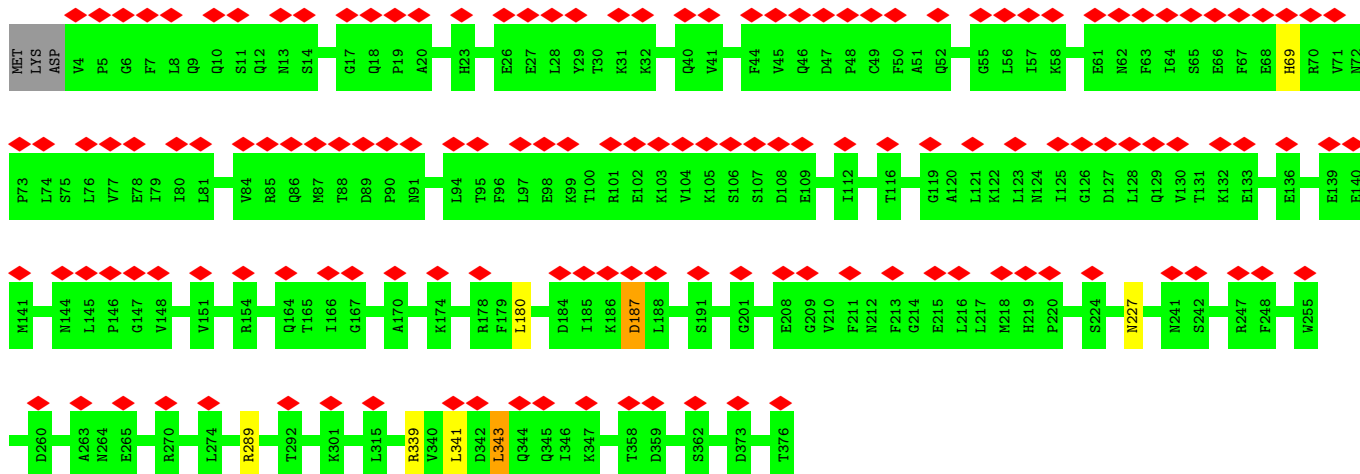 MET LYS ASP V4 P5 G6 F7 L8 Q9 Q10 S11 Q12 N13 S14 G17 Q18 P19 A20 H23 E26 E27 L28 Y29 T30 K31 K32 Q40 V41 F44 V45 Q46 D47 P48 C49 F50 A51 Q52 G55 L56 I57 K58 E61 N62 F63 I64 S65 E66 F67 E68 H69 R70 V71 N72
P73 L74 S75 L76 V77 E78 I79 I80 L81 V84 R85 Q86 M87 T88 D89 P90 N91 L94 T95 F96 L97 E98 K99 T100 R101 E102 K103 V104 K105 S106 S107 D108 E109 I112 T116 G119 A120 L121 K122 L123 N124 I125 G126 D127 L128 Q129 V130 T131 K132 E133 E136 E139 E140
M141 N144 L145 P146 G147 V148 V151 R154 Q164 T165 I166 G167 A170 K174 R178 F179 L180 D184 I185 K186 D187 L188 S191 G201 E208 G209 V210 F211 N212 F213 G214 E215 L216 L217 M218 H219 P220 S224 N227 N241 S242 R247 F248 W255
D260 A263 N264 E265 R270 L274 R289 T292 K301 L315 R339 V340 L341 D342 L343 Q344 Q345 I346 K347 T358 D359 S362 D373 T376